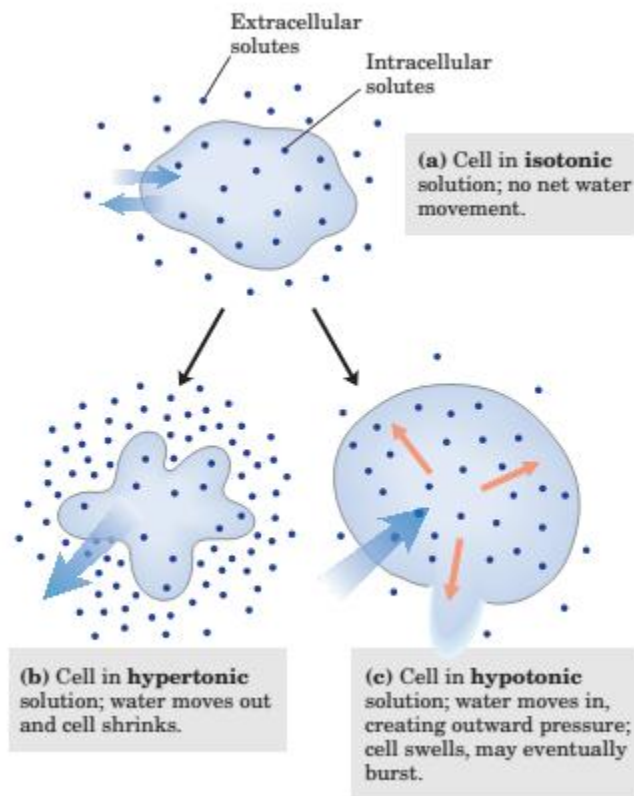 Extracellular
solutes
Intracellular
solutes
(a) Cell in isotonic
solution; no net water
movement.
(b) Cell in hypertonic
solution; water moves out
and cell shrinks.
(c) Cell in hypotonic
solution; water moves in,
creating outward pressure;
cell swells, may eventually
burst.